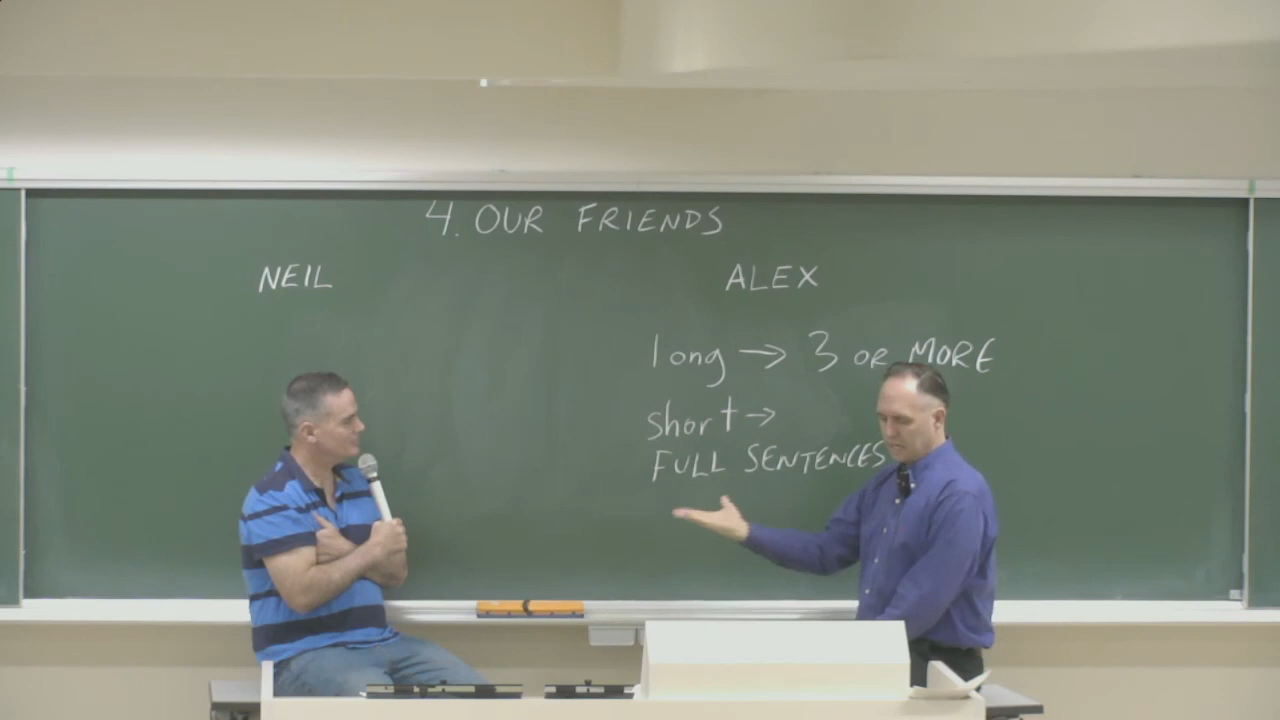 4. OUR FRIENDS
NEIL
ALEX
long → 3 OR MORE
short →
FULL SENTENCES